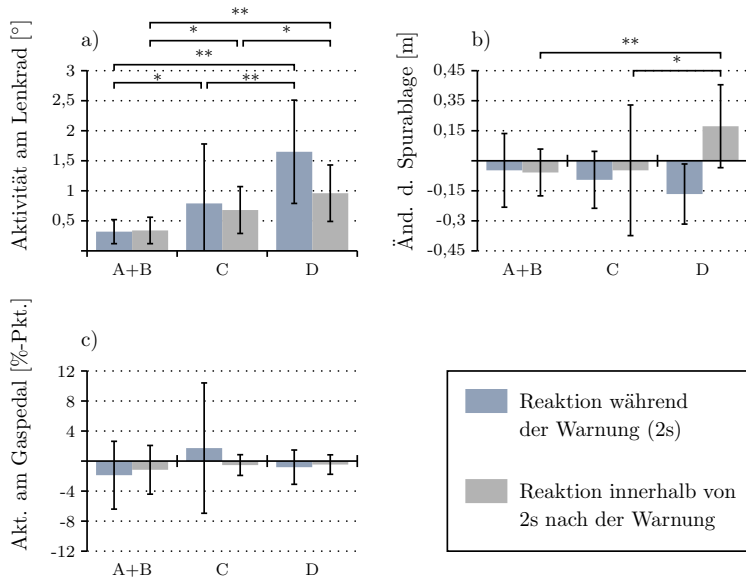 a)
Aktivität am Lenkrad [°]
** 
* *
**
* **
3
2,5
2
1,5
1
0,5
A+B C D
b)
Änd. d. Spurablage [m]
**
*
0,45
0,35
0,15
-0,15
-0,3
-0,45
A+B C D
c)
Akt. am Gaspedal [%-Pkt.]
12
8
4
-4
-8
-12
A+B C D
Reaktion während
der Warnung (2s)
Reaktion innerhalb von
2s nach der Warnung